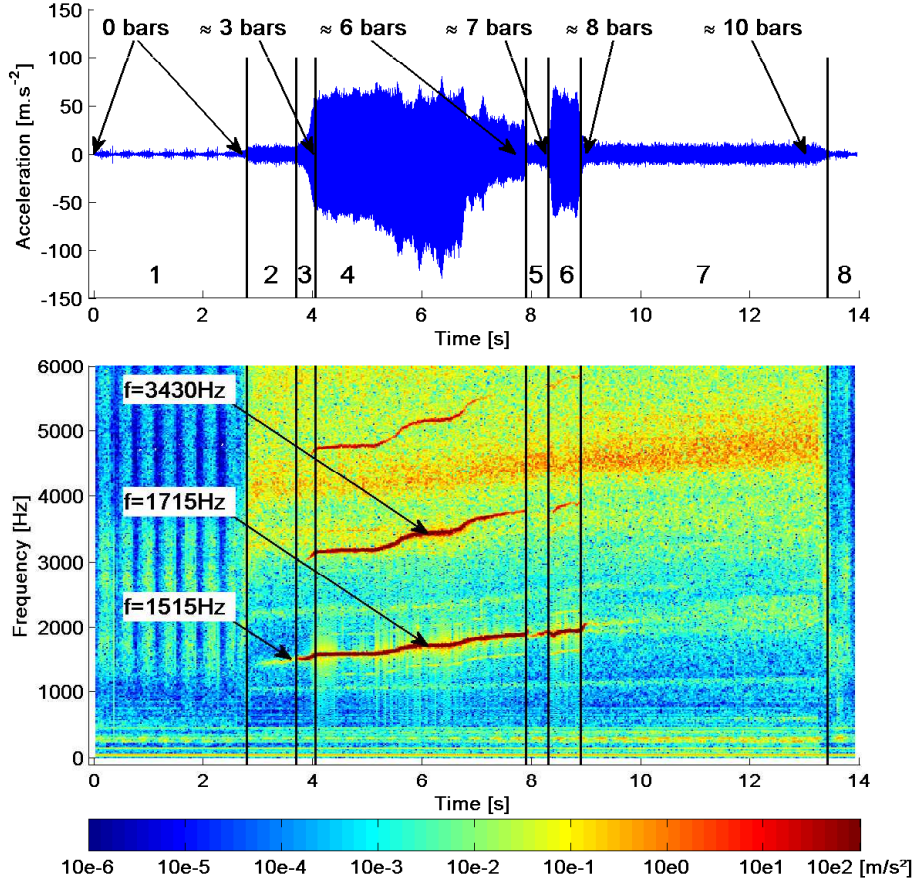 150
0 bars ≈ 3 bars ≈ 6 bars ≈ 7 bars ≈ 8 bars ≈ 10 bars
100
50
0
-50
-100
-150
Acceleration [m.s⁻²]
1 2 3 4 5 6 7 8
0 2 4 6 8 10 12 14
Time [s]
6000
f=3430Hz
5000
4000
f=1715Hz
3000
f=1515Hz
2000
1000
0
Frequency [Hz]
0 2 4 6 8 10 12 14
Time [s]
10e-6 10e-5 10e-4 10e-3 10e-2 10e-1 10e0 10e1 10e2 [m/s²]